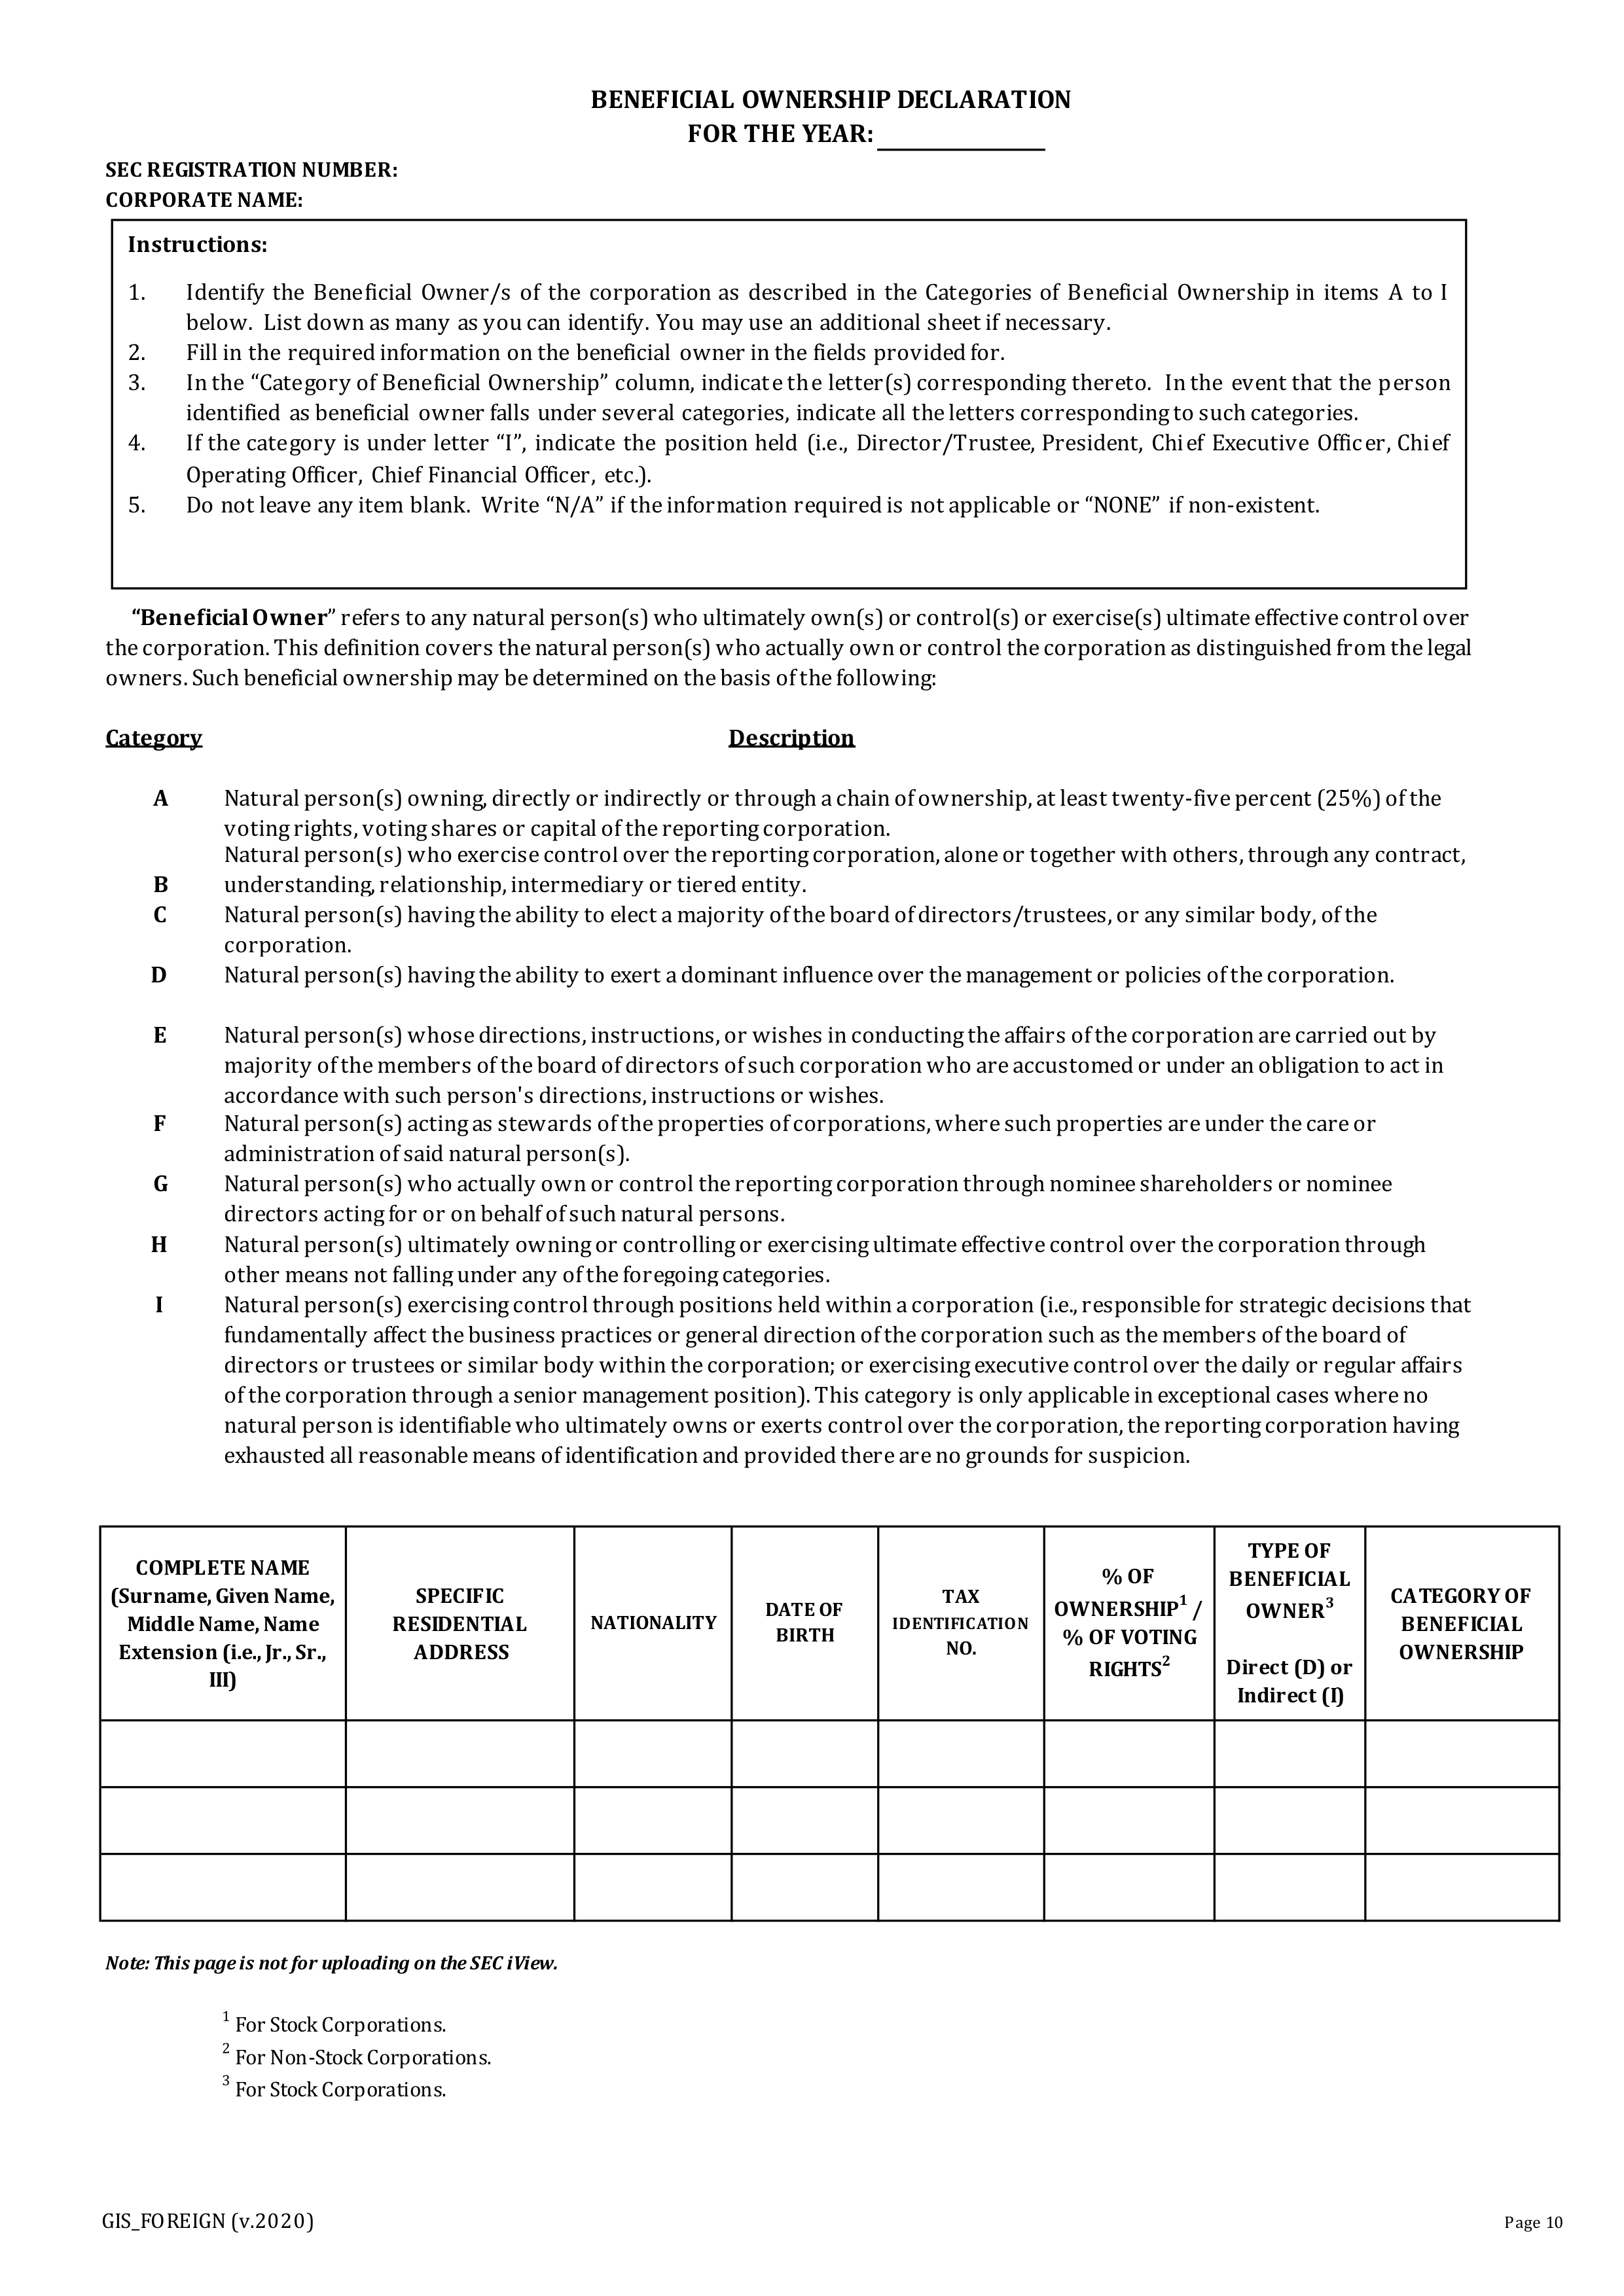 BENEFICIAL OWNERSHIP DECLARATION
FOR THE YEAR:
SEC REGISTRATION NUMBER:
CORPORATE NAME:
Instructions:
1. Identify the Beneficial Owner/s of the corporation as described in the Categories of Beneficial Ownership in items A to I
below. List down as many as you can identify. You may use an additional sheet if necessary.
2. Fill in the required information on the beneficial owner in the fields provided for.
3. In the “Category of Beneficial Ownership” column, indicate the letter(s) corresponding thereto. In the event that the person
identified as beneficial owner falls under several categories, indicate all the letters corresponding to such categories.
4. If the category is under letter “I”, indicate the position held (i.e., Director/Trustee, President, Chief Executive Officer, Chief
Operating Officer, Chief Financial Officer, etc.).
5. Do not leave any item blank. Write “N/A” if the information required is not applicable or “NONE” if non-existent.
“Beneficial Owner” refers to any natural person(s) who ultimately own(s) or control(s) or exercise(s) ultimate effective control over
the corporation. This definition covers the natural person(s) who actually own or control the corporation as distinguished from the legal
owners. Such beneficial ownership may be determined on the basis of the following:
Category Description
A Natural person(s) owning, directly or indirectly or through a chain of ownership, at least twenty-five percent (25%) of the
voting rights, voting shares or capital of the reporting corporation.
Natural person(s) who exercise control over the reporting corporation, alone or together with others, through any contract,
B understanding, relationship, intermediary or tiered entity.
C Natural person(s) having the ability to elect a majority of the board of directors/trustees, or any similar body, of the
corporation.
D Natural person(s) having the ability to exert a dominant influence over the management or policies of the corporation.
E Natural person(s) whose directions, instructions, or wishes in conducting the affairs of the corporation are carried out by
majority of the members of the board of directors of such corporation who are accustomed or under an obligation to act in
accordance with such person's directions, instructions or wishes.
F Natural person(s) acting as stewards of the properties of corporations, where such properties are under the care or
administration of said natural person(s).
G Natural person(s) who actually own or control the reporting corporation through nominee shareholders or nominee
directors acting for or on behalf of such natural persons.
H Natural person(s) ultimately owning or controlling or exercising ultimate effective control over the corporation through
other means not falling under any of the foregoing categories.
I Natural person(s) exercising control through positions held within a corporation (i.e., responsible for strategic decisions that
fundamentally affect the business practices or general direction of the corporation such as the members of the board of
directors or trustees or similar body within the corporation; or exercising executive control over the daily or regular affairs
of the corporation through a senior management position). This category is only applicable in exceptional cases where no
natural person is identifiable who ultimately owns or exerts control over the corporation, the reporting corporation having
exhausted all reasonable means of identification and provided there are no grounds for suspicion.
COMPLETE NAME
(Surname, Given Name,
Middle Name, Name
Extension (i.e., Jr., Sr.,
III)
SPECIFIC
RESIDENTIAL
ADDRESS
NATIONALITY
DATE OF
BIRTH
TAX
IDENTIFICATION
NO.
% OF
OWNERSHIP1 /
% OF VOTING
RIGHTS2
TYPE OF
BENEFICIAL
OWNER3
Direct (D) or
Indirect (I)
CATEGORY OF
BENEFICIAL
OWNERSHIP
Note: This page is not for uploading on the SEC iView.
1 For Stock Corporations.
2 For Non-Stock Corporations.
3 For Stock Corporations.
GIS_FOREIGN (v.2020) Page 10